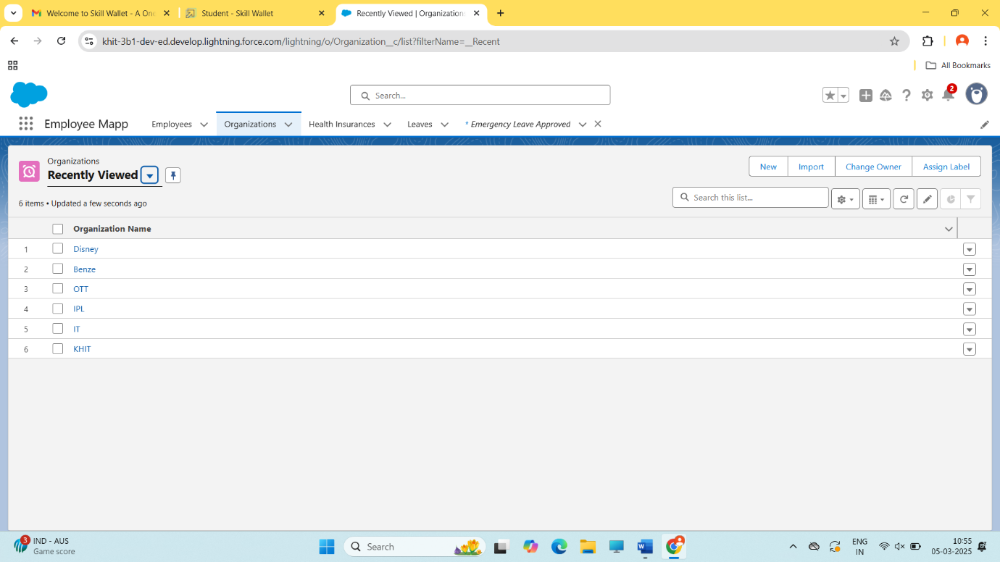 Welcome to Skill Wallet - A One
Student - Skill Wallet
Recently Viewed | Organizations
khit-3b1-dev-ed.develop.lightning.force.com/lightning/o/Organization__c/list?filterName=__Recent
All Bookmarks
Search...
2
Employee Mapp
Employees
Organizations
Health Insurances
Leaves
* Emergency Leave Approved
Organizations
Recently Viewed
New
Import
Change Owner
Assign Label
6 items • Updated a few seconds ago
Search this list...
Organization Name
1 Disney
2 Benze
3 OTT
4 IPL
5 IT
6 KHIT
3
IND - AUS
Game score
Search
ENG
IN
10:55
05-03-2025